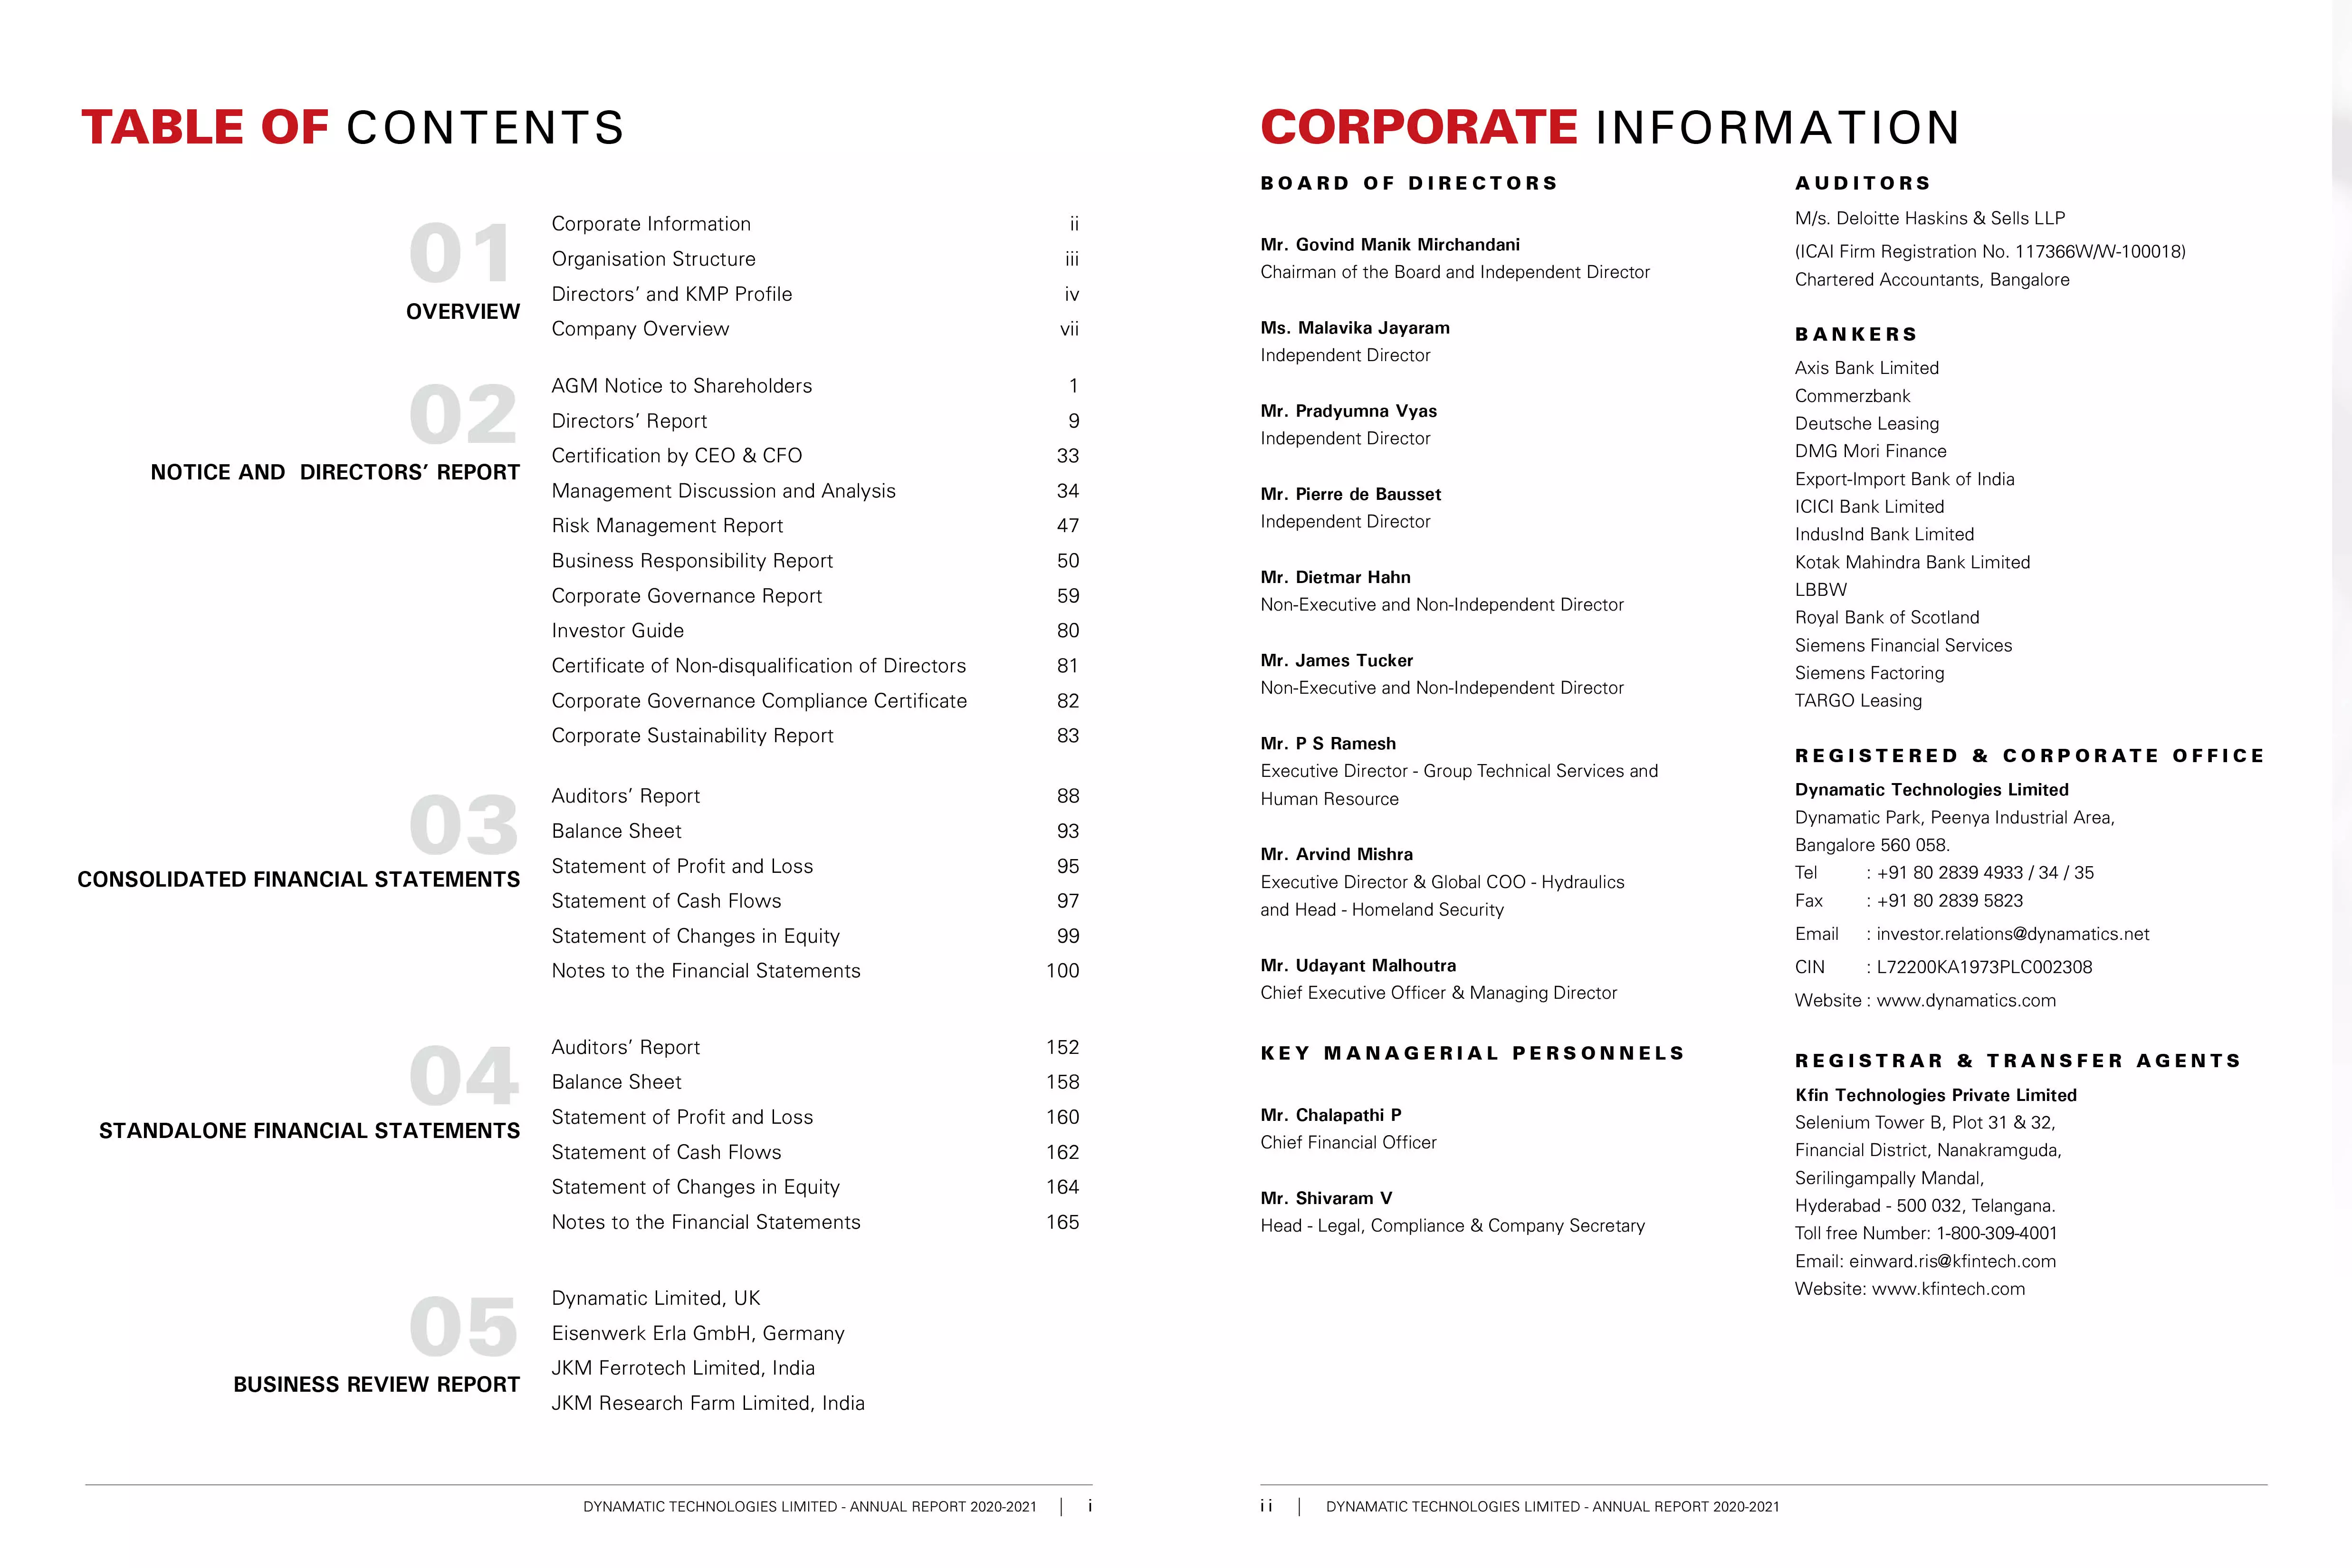 TABLE OF CONTENTS
01
OVERVIEW
Corporate Information ii
Organisation Structure iii
Directors’ and KMP Profile iv
Company Overview vii
02
NOTICE AND DIRECTORS’ REPORT
AGM Notice to Shareholders 1
Directors’ Report 9
Certification by CEO & CFO 33
Management Discussion and Analysis 34
Risk Management Report 47
Business Responsibility Report 50
Corporate Governance Report 59
Investor Guide 80
Certificate of Non-disqualification of Directors 81
Corporate Governance Compliance Certificate 82
Corporate Sustainability Report 83
03
CONSOLIDATED FINANCIAL STATEMENTS
Auditors’ Report 88
Balance Sheet 93
Statement of Profit and Loss 95
Statement of Cash Flows 97
Statement of Changes in Equity 99
Notes to the Financial Statements 100
04
STANDALONE FINANCIAL STATEMENTS
Auditors’ Report 152
Balance Sheet 158
Statement of Profit and Loss 160
Statement of Cash Flows 162
Statement of Changes in Equity 164
Notes to the Financial Statements 165
05
BUSINESS REVIEW REPORT
Dynamatic Limited, UK
Eisenwerk Erla GmbH, Germany
JKM Ferrotech Limited, India
JKM Research Farm Limited, India
DYNAMATIC TECHNOLOGIES LIMITED - ANNUAL REPORT 2020-2021 | i
CORPORATE INFORMATION
BOARD OF DIRECTORS
Mr. Govind Manik Mirchandani
Chairman of the Board and Independent Director
Ms. Malavika Jayaram
Independent Director
Mr. Pradyumna Vyas
Independent Director
Mr. Pierre de Bausset
Independent Director
Mr. Dietmar Hahn
Non-Executive and Non-Independent Director
Mr. James Tucker
Non-Executive and Non-Independent Director
Mr. P S Ramesh
Executive Director - Group Technical Services and
Human Resource
Mr. Arvind Mishra
Executive Director & Global COO - Hydraulics
and Head - Homeland Security
Mr. Udayant Malhoutra
Chief Executive Officer & Managing Director
KEY MANAGERIAL PERSONNELS
Mr. Chalapathi P
Chief Financial Officer
Mr. Shivaram V
Head - Legal, Compliance & Company Secretary
AUDITORS
M/s. Deloitte Haskins & Sells LLP
(ICAI Firm Registration No. 117366W/W-100018)
Chartered Accountants, Bangalore
BANKERS
Axis Bank Limited
Commerzbank
Deutsche Leasing
DMG Mori Finance
Export-Import Bank of India
ICICI Bank Limited
IndusInd Bank Limited
Kotak Mahindra Bank Limited
LBBW
Royal Bank of Scotland
Siemens Financial Services
Siemens Factoring
TARGO Leasing
REGISTERED & CORPORATE OFFICE
Dynamatic Technologies Limited
Dynamatic Park, Peenya Industrial Area,
Bangalore 560 058.
Tel : +91 80 2839 4933 / 34 / 35
Fax : +91 80 2839 5823
Email : investor.relations@dynamatics.net
CIN : L72200KA1973PLC002308
Website : www.dynamatics.com
REGISTRAR & TRANSFER AGENTS
Kfin Technologies Private Limited
Selenium Tower B, Plot 31 & 32,
Financial District, Nanakramguda,
Serilingampally Mandal,
Hyderabad - 500 032, Telangana.
Toll free Number: 1-800-309-4001
Email: einward.ris@kfintech.com
Website: www.kfintech.com
ii | DYNAMATIC TECHNOLOGIES LIMITED - ANNUAL REPORT 2020-2021